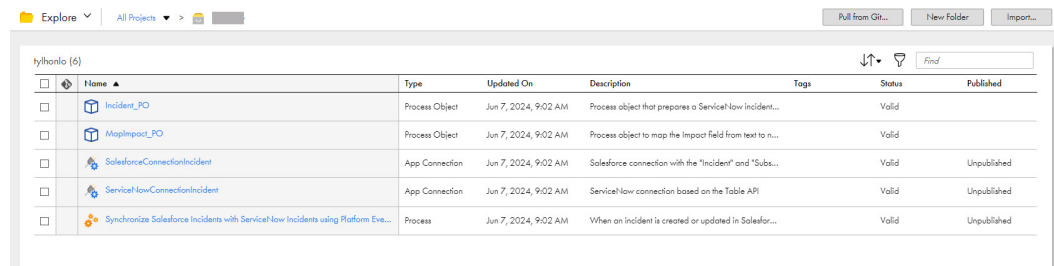 Explore All Projects >
Pull from Git... New Folder Import...
tylhonlo (6) Find
Name Type Updated On Description Tags Status Published
Incident_PO Process Object Jun 7, 2024, 9:02 AM Process object that prepares a ServiceNow incident... Valid
MapImpact_PO Process Object Jun 7, 2024, 9:02 AM Process object to map the Impact field from text to n... Valid
SalesforceConnectionIncident App Connection Jun 7, 2024, 9:02 AM Salesforce connection with the "Incident" and "Subs... Valid Unpublished
ServiceNowConnectionIncident App Connection Jun 7, 2024, 9:02 AM ServiceNow connection based on the Table API Valid Unpublished
Synchronize Salesforce Incidents with ServiceNow Incidents using Platform Eve... Process Jun 7, 2024, 9:02 AM When an incident is created or updated in Salesfor... Valid Unpublished